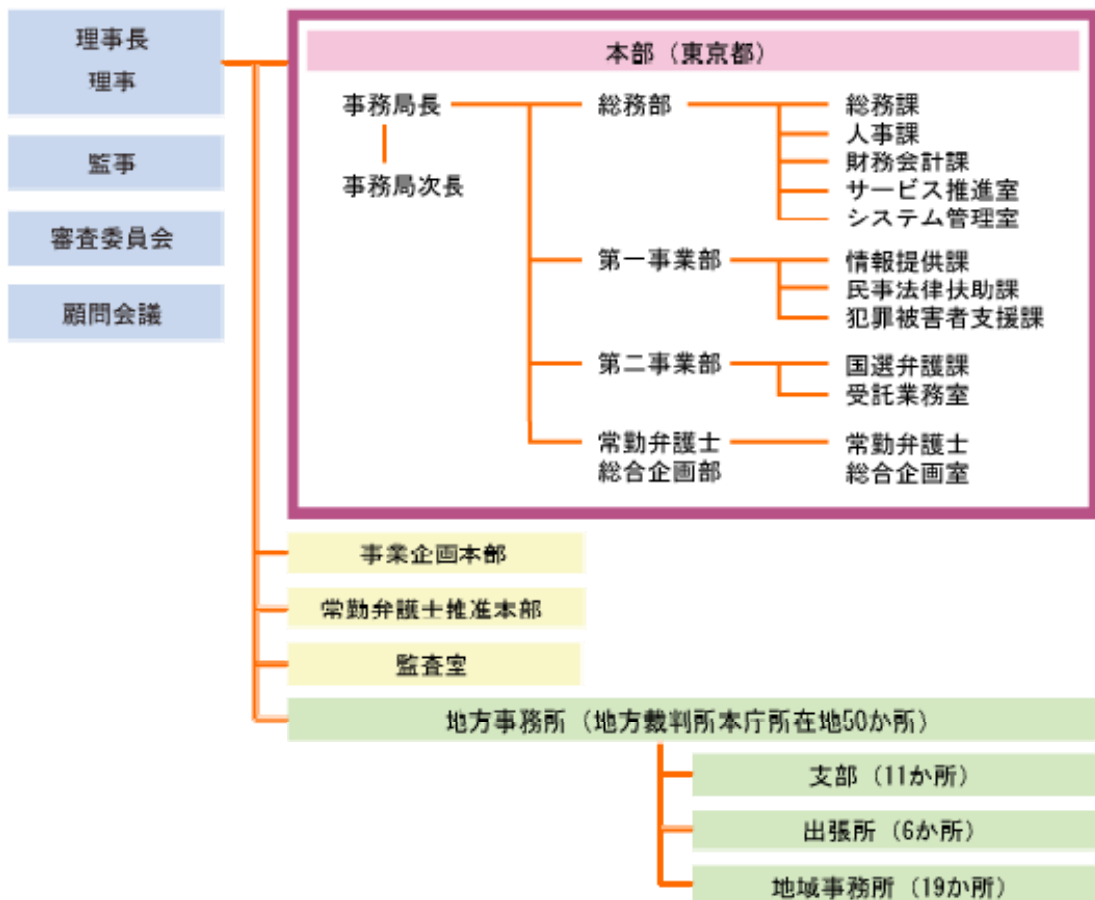 理事長
理事
監事
審査委員会
顧問会議
本部（東京都）
事務局長
事務局次長
総務部
総務課
人事課
財務会計課
サービス推進室
システム管理室
第一事業部
情報提供課
民事法律扶助課
犯罪被害者支援課
第二事業部
国選弁護課
受託業務室
常勤弁護士
総合企画部
常勤弁護士
総合企画室
事業企画本部
常勤弁護士推進本部
監査室
地方事務所（地方裁判所本庁所在地50か所）
支部（11か所）
出張所（6か所）
地域事務所（19か所）